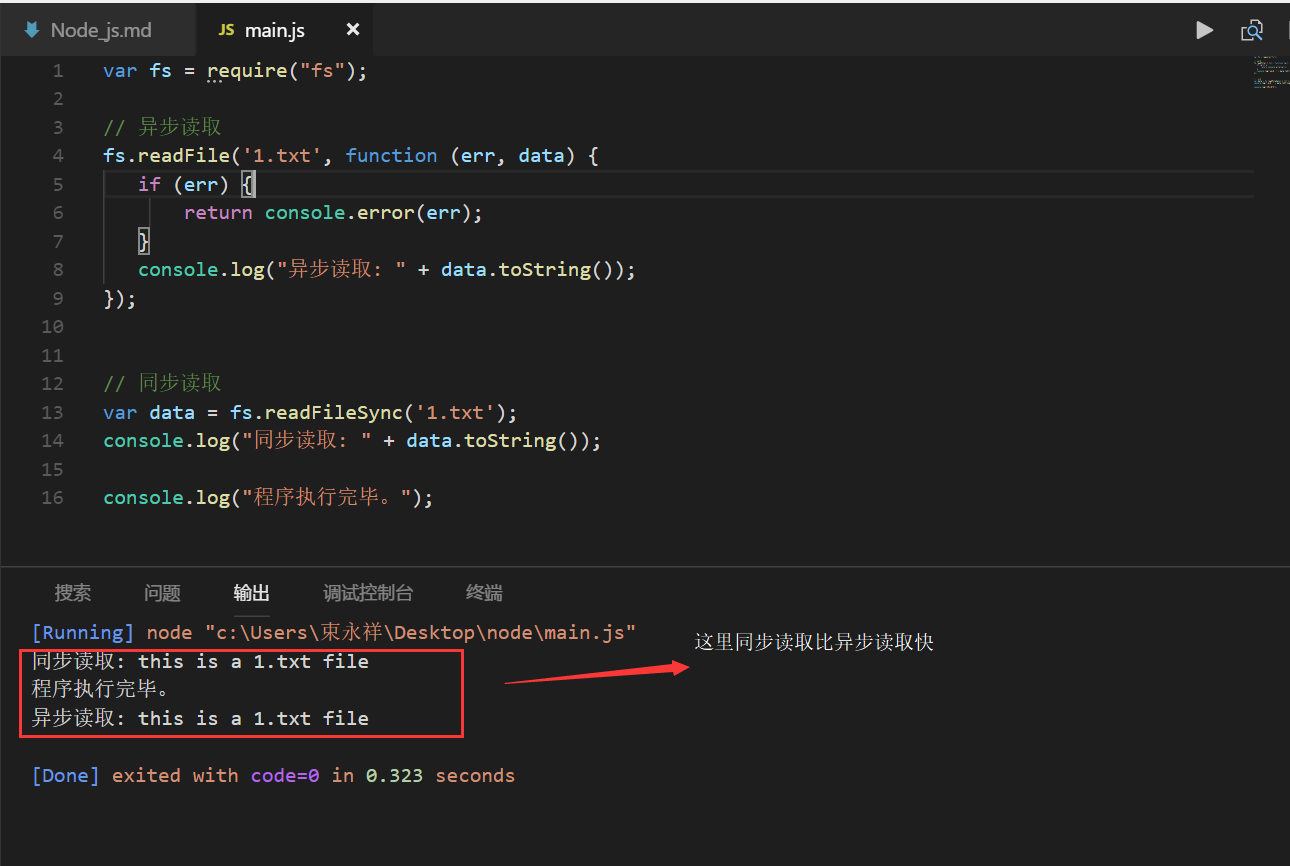 Node_js.md JS main.js ×
1 var fs = require("fs");
2
3 // 异步读取
4 fs.readFile('1.txt', function (err, data) {
5 if (err) {
6 return console.error(err);
7 }
8 console.log("异步读取: " + data.toString());
9 });
10
11
12 // 同步读取
13 var data = fs.readFileSync('1.txt');
14 console.log("同步读取: " + data.toString());
15
16 console.log("程序执行完毕。");
搜索 问题 输出 调试控制台 终端
[Running] node "c:\Users\束永祥\Desktop\node\main.js"
这里同步读取比异步读取快
同步读取: this is a 1.txt file
程序执行完毕。
异步读取: this is a 1.txt file
[Done] exited with code=0 in 0.323 seconds